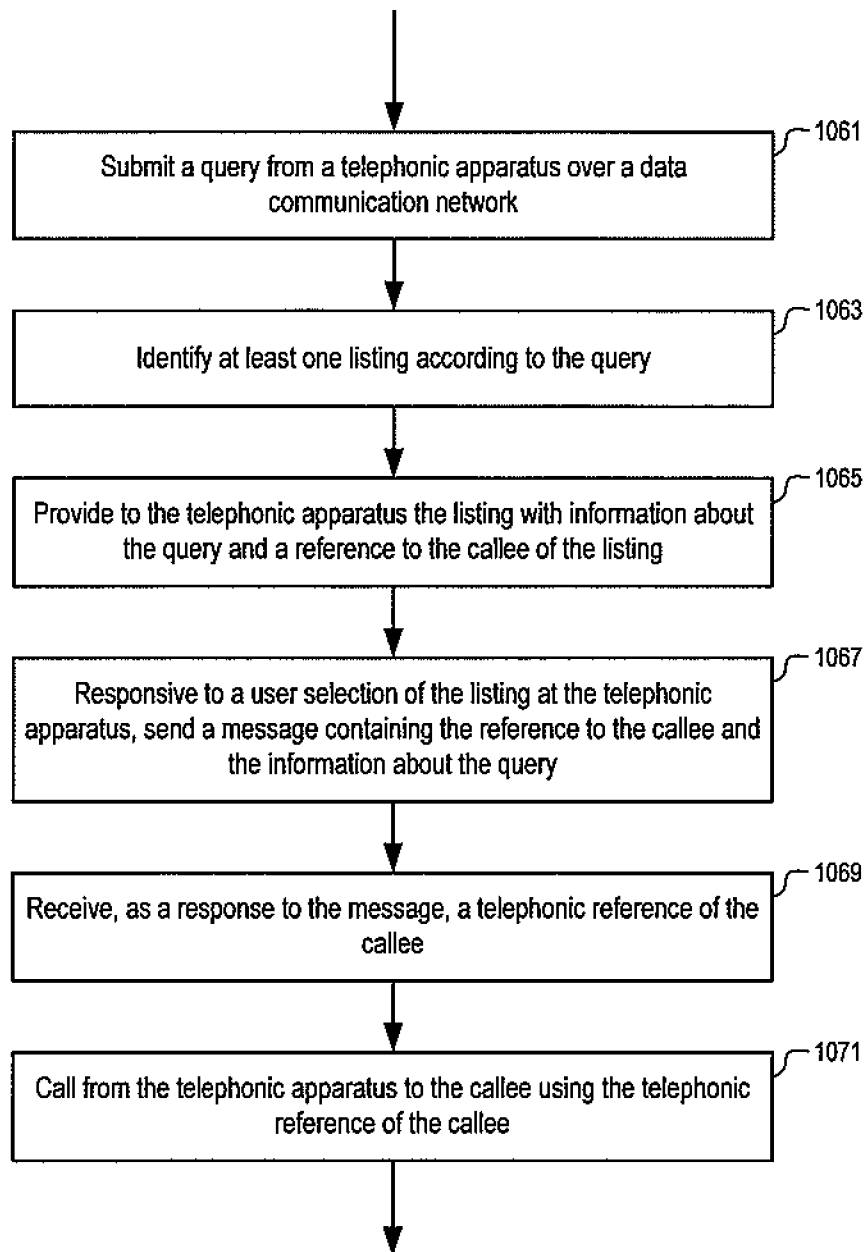 1061
Submit a query from a telephonic apparatus over a data
communication network
1063
Identify at least one listing according to the query
1065
Provide to the telephonic apparatus the listing with information about
the query and a reference to the callee of the listing
1067
Responsive to a user selection of the listing at the telephonic
apparatus, send a message containing the reference to the callee and
the information about the query
1069
Receive, as a response to the message, a telephonic reference of the
callee
1071
Call from the telephonic apparatus to the callee using the telephonic
reference of the callee